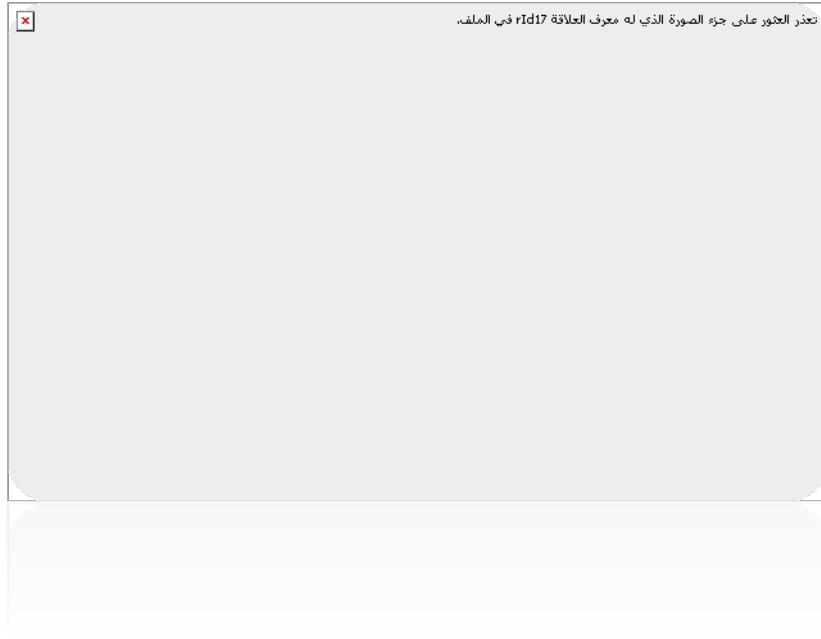 تعذر العثور على جزء الصورة الذي له معرف العلاقة rId17 في الملف.